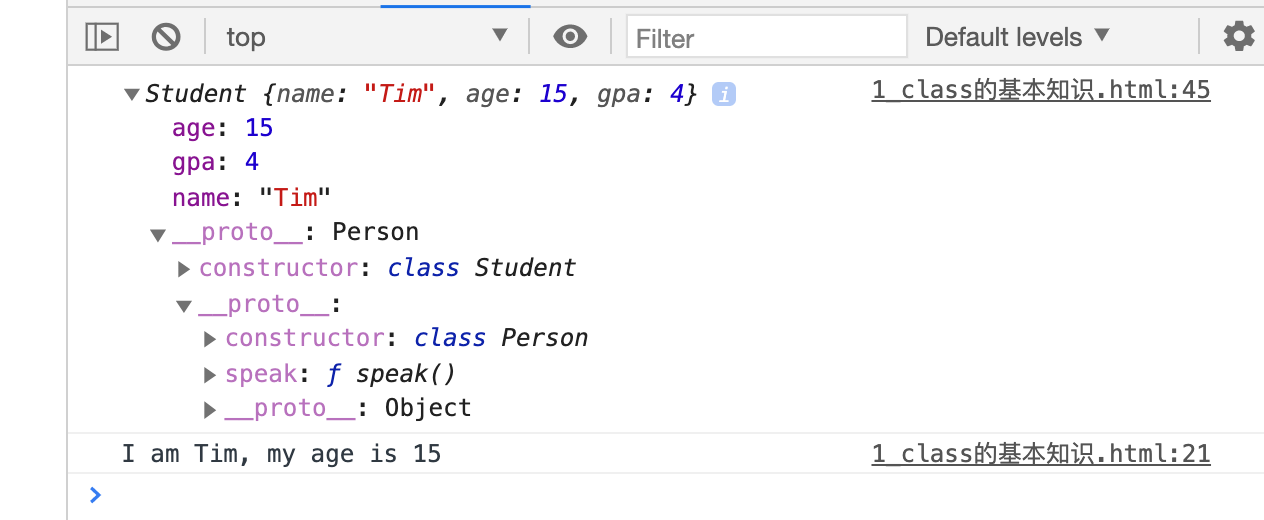 top Filter Default levels
Student {name: "Tim", age: 15, gpa: 4} i 1_class的基本知识.html:45
age: 15
gpa: 4
name: "Tim"
__proto__: Person
constructor: class Student
__proto__:
constructor: class Person
speak: ƒ speak()
__proto__: Object
I am Tim, my age is 15 1_class的基本知识.html:21